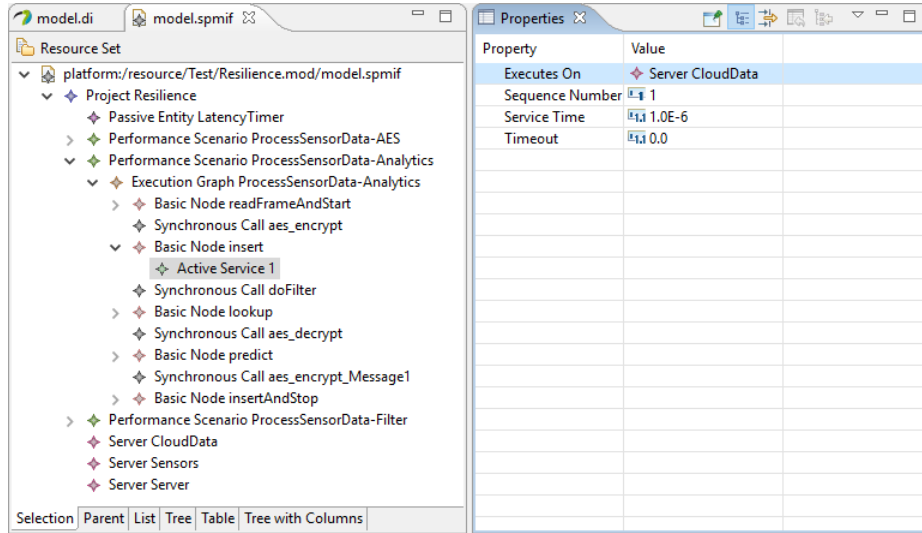 model.di
model.spmif
Resource Set
platform:/resource/Test/Resilience.mod/model.spmif
Project Resilience
Passive Entity LatencyTimer
Performance Scenario ProcessSensorData-AES
Performance Scenario ProcessSensorData-Analytics
Execution Graph ProcessSensorData-Analytics
Basic Node readFrameAndStart
Synchronous Call aes_encrypt
Basic Node insert
Active Service 1
Synchronous Call doFilter
Basic Node lookup
Synchronous Call aes_decrypt
Basic Node predict
Synchronous Call aes_encrypt_Message1
Basic Node insertAndStop
Performance Scenario ProcessSensorData-Filter
Server CloudData
Server Sensors
Server Server
Selection Parent List Tree Table Tree with Columns
Properties
Property Value
Executes On Server CloudData
Sequence Number 1
Service Time 1.0E-6
Timeout 0.0